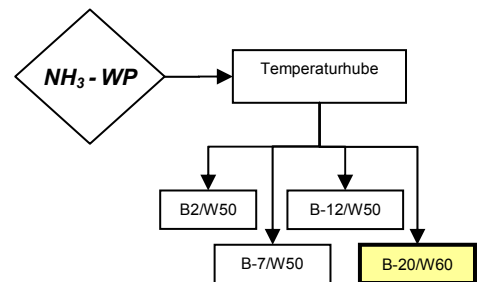 NH₃ - WP
Temperaturhube
B2/W50
B-12/W50
B-7/W50
B-20/W60